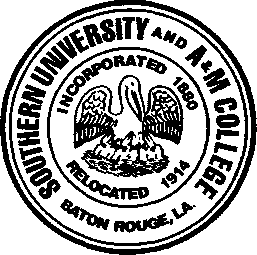 SOUTHERN UNIVERSITY AND A&M COLLEGE
INCORPORATED 1880
RELOCATED 1914
BATON ROUGE, LA.